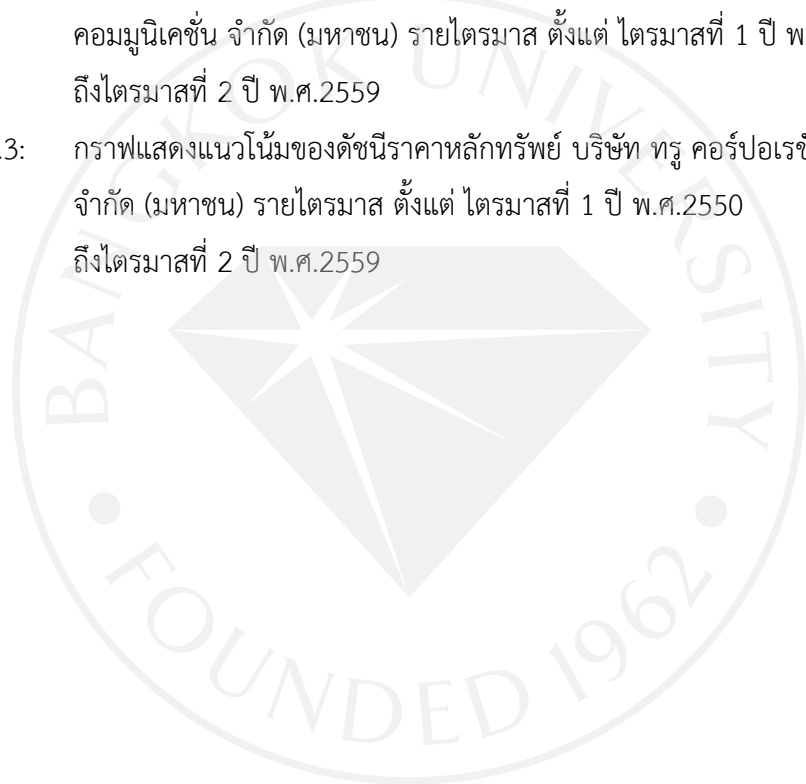 คอมมูนิเคชั่น จำกัด (มหาชน) รายไตรมาส ตั้งแต่ ไตรมาสที่ 1 ปี พ
ถึงไตรมาสที่ 2 ปี พ.ศ.2559
.3: กราฟแสดงแนวโน้มของดัชนีราคาหลักทรัพย์ บริษัท ทรู คอร์ปอเรช
จำกัด (มหาชน) รายไตรมาส ตั้งแต่ ไตรมาสที่ 1 ปี พ.ศ.2550
ถึงไตรมาสที่ 2 ปี พ.ศ.2559
BANGKOK UNIVERSITY
FOUNDED 1962